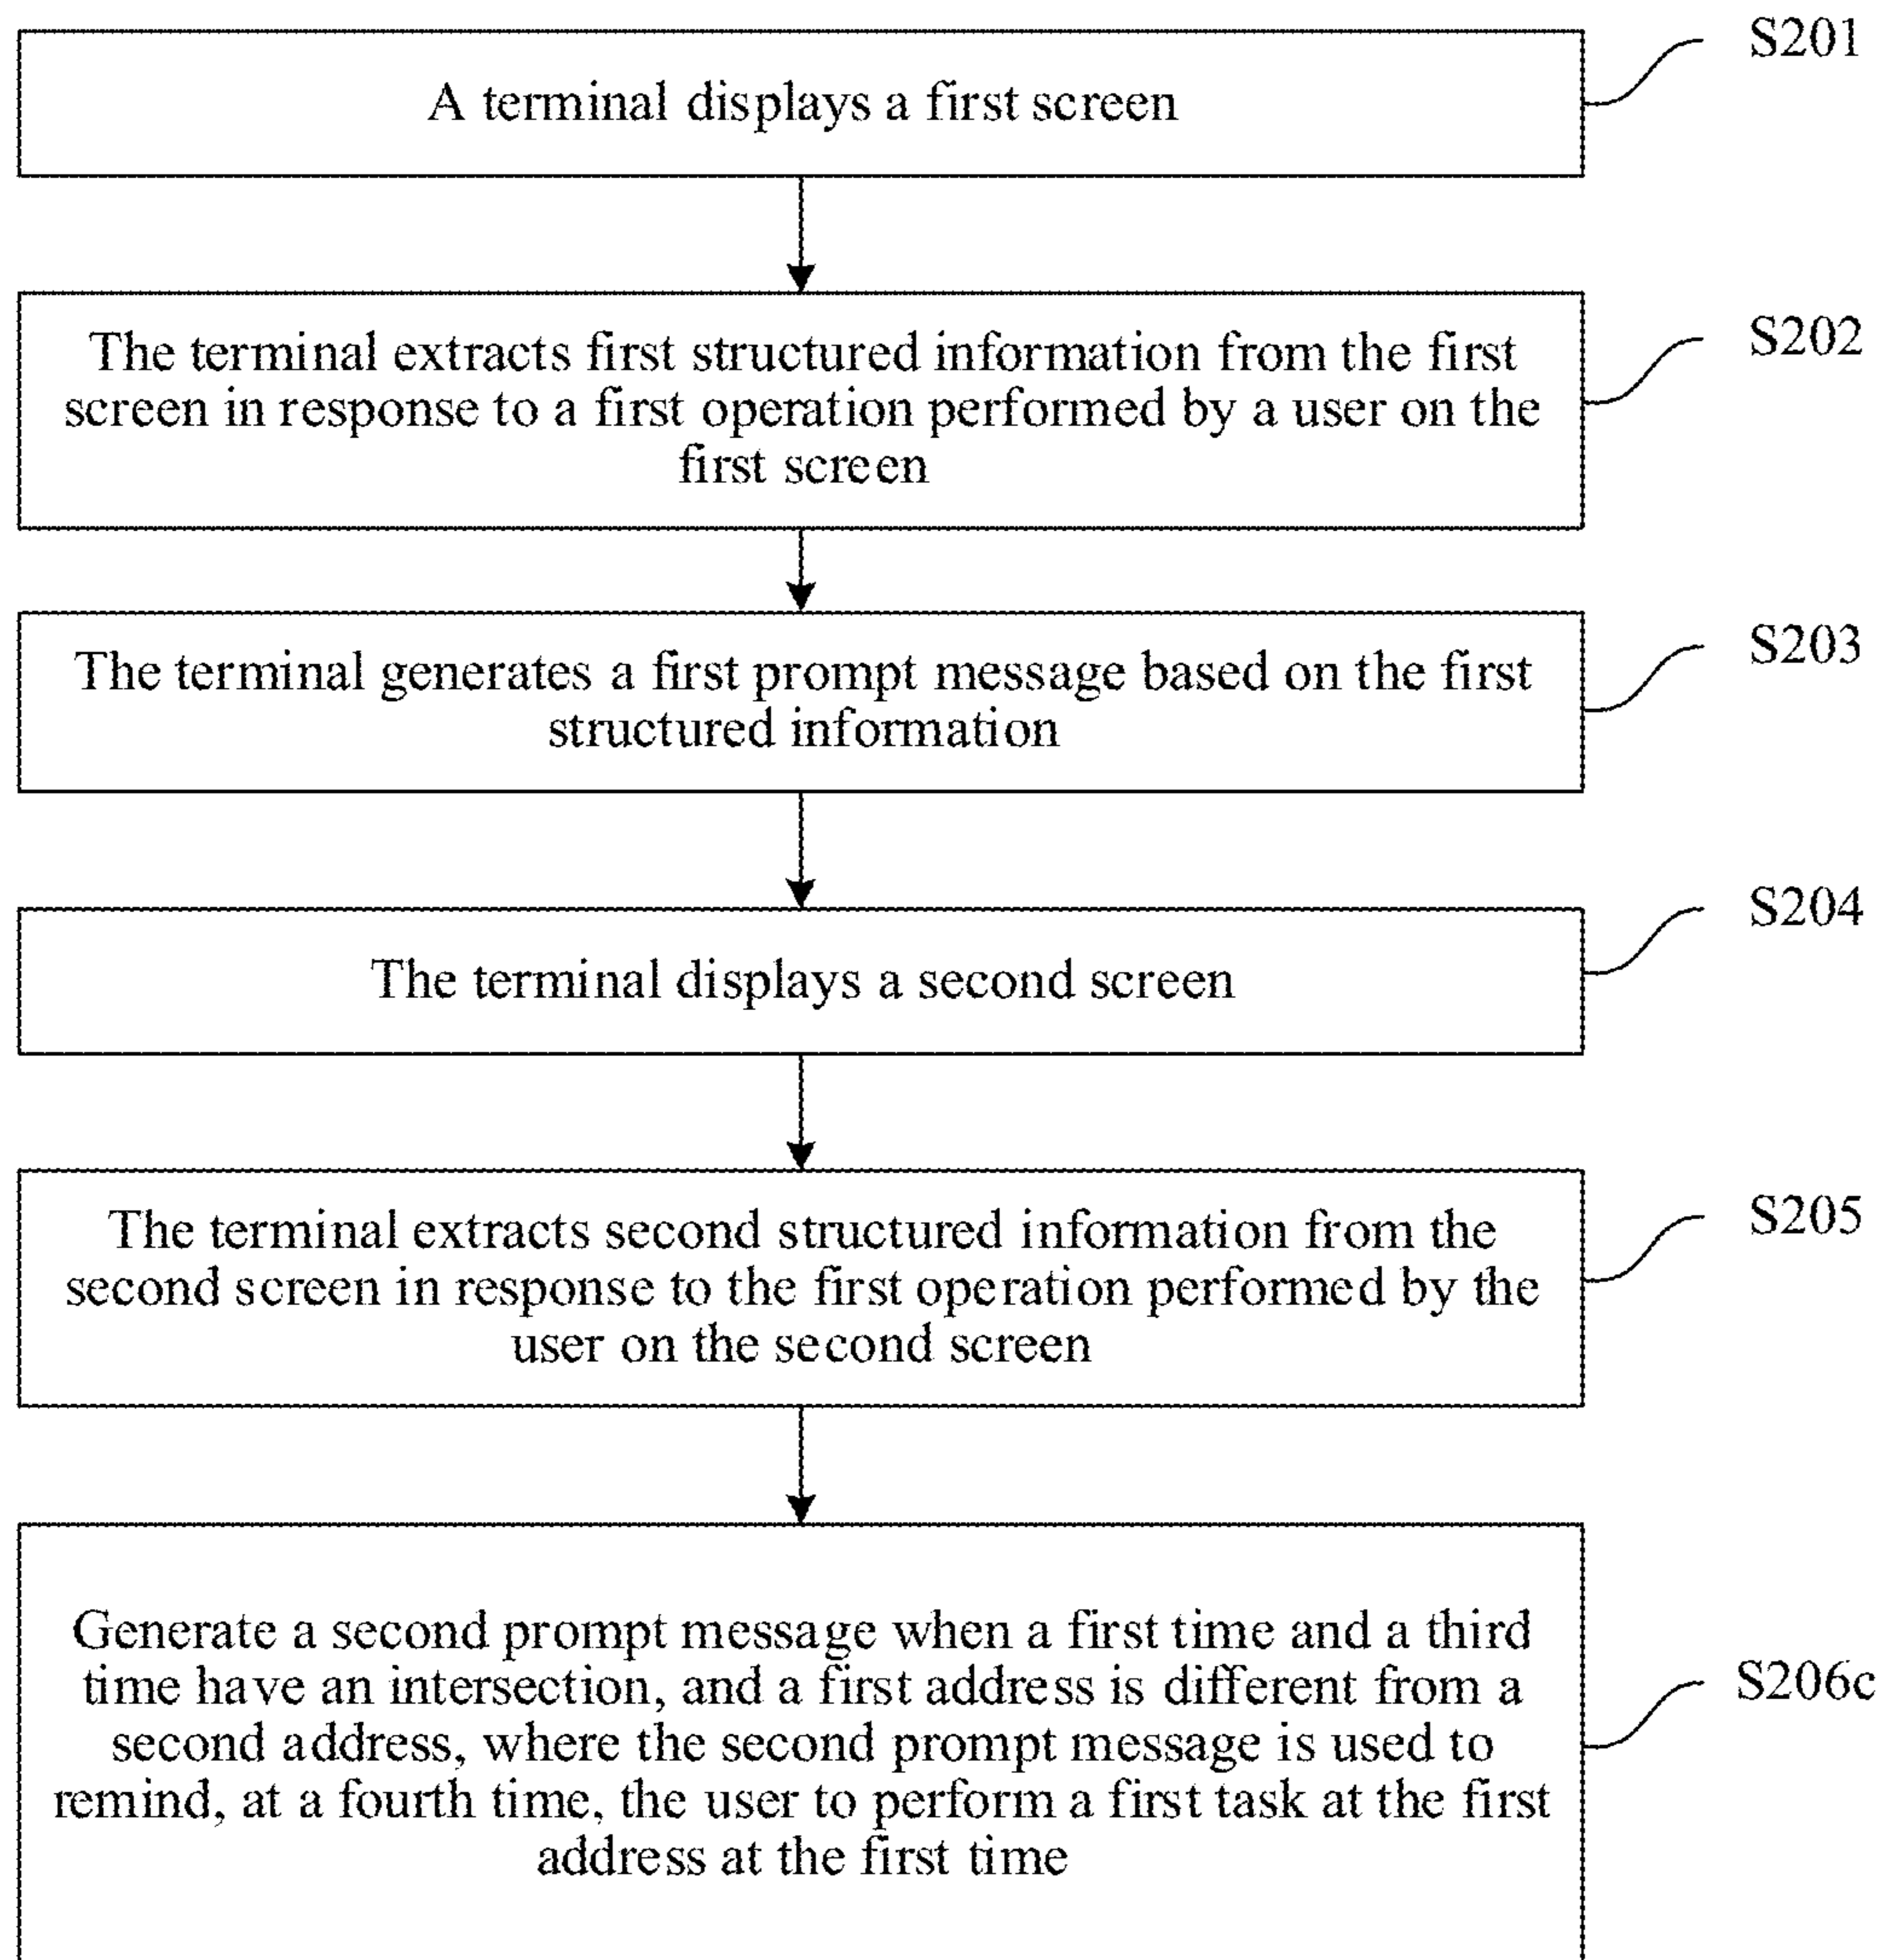 S201
A terminal displays a first screen
S202
The terminal extracts first structured information from the first
screen in response to a first operation performed by a user on the
first screen
S203
The terminal generates a first prompt message based on the first
structured information
S204
The terminal displays a second screen
S205
The terminal extracts second structured information from the
second screen in response to the first operation performed by the
user on the second screen
Generate a second prompt message when a first time and a third
time have an intersection, and a first address is different from a
S206c
second address, where the second prompt message is used to
remind, at a fourth time, the user to perform a first task at the first
address at the first time